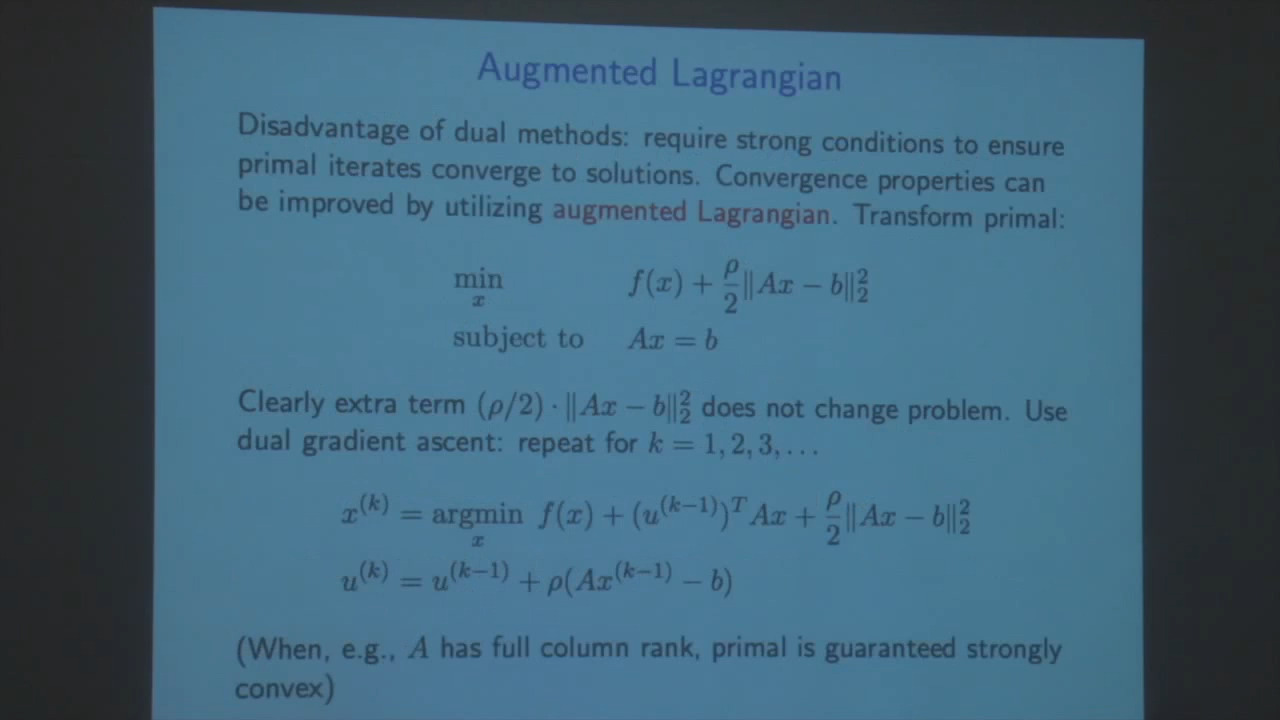 Augmented Lagrangian
Disadvantage of dual methods: require strong conditions to ensure
primal iterates converge to solutions. Convergence properties can
be improved by utilizing augmented Lagrangian. Transform primal:
min_x f(x) + ρ/2 ‖Ax − b‖₂²
subject to Ax = b
Clearly extra term (ρ/2) · ‖Ax − b‖₂² does not change problem. Use
dual gradient ascent: repeat for k = 1, 2, 3, . . .
x^(k) = argmin_x f(x) + (u^(k−1))^T Ax + ρ/2 ‖Ax − b‖₂²
u^(k) = u^(k−1) + ρ(Ax^(k−1) − b)
(When, e.g., A has full column rank, primal is guaranteed strongly
convex)